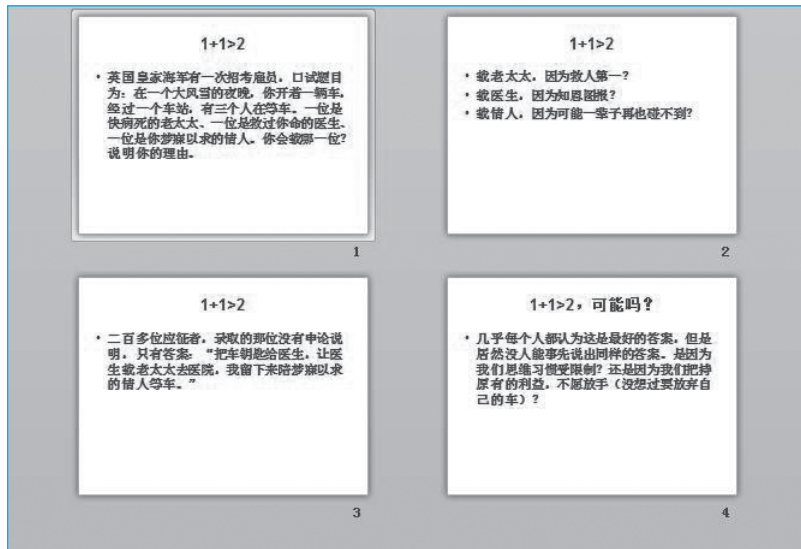 1+1>2
• 英国皇家海军有一次招考雇员，口试题目
为：在一个大风雪的夜晚，你开着一辆车，
经过一个车站，有三个人在等车。一位是
快病死的老太太、一位是救过你命的医生、
一位是你梦寐以求的情人。你会载那一位？
说明你的理由。
1
1+1>2
• 载老太太，因为救人第一？
• 载医生，因为知恩图报？
• 载情人，因为可能一辈子再也碰不到？
2
1+1>2
• 二百多位应征者，录取的那位没有申论说
明，只有答案：“把车钥匙给医生，让医
生载老太太去医院，我留下来陪梦寐以求
的情人等车。”
3
1+1>2，可能吗？
• 几乎每个人都认为这是最好的答案，但是
居然没人能事先说出同样的答案。是因为
我们思维习惯受限制？还是因为我们把持
原有的利益，不愿放手（没想过要放弃自
己的车）？
4